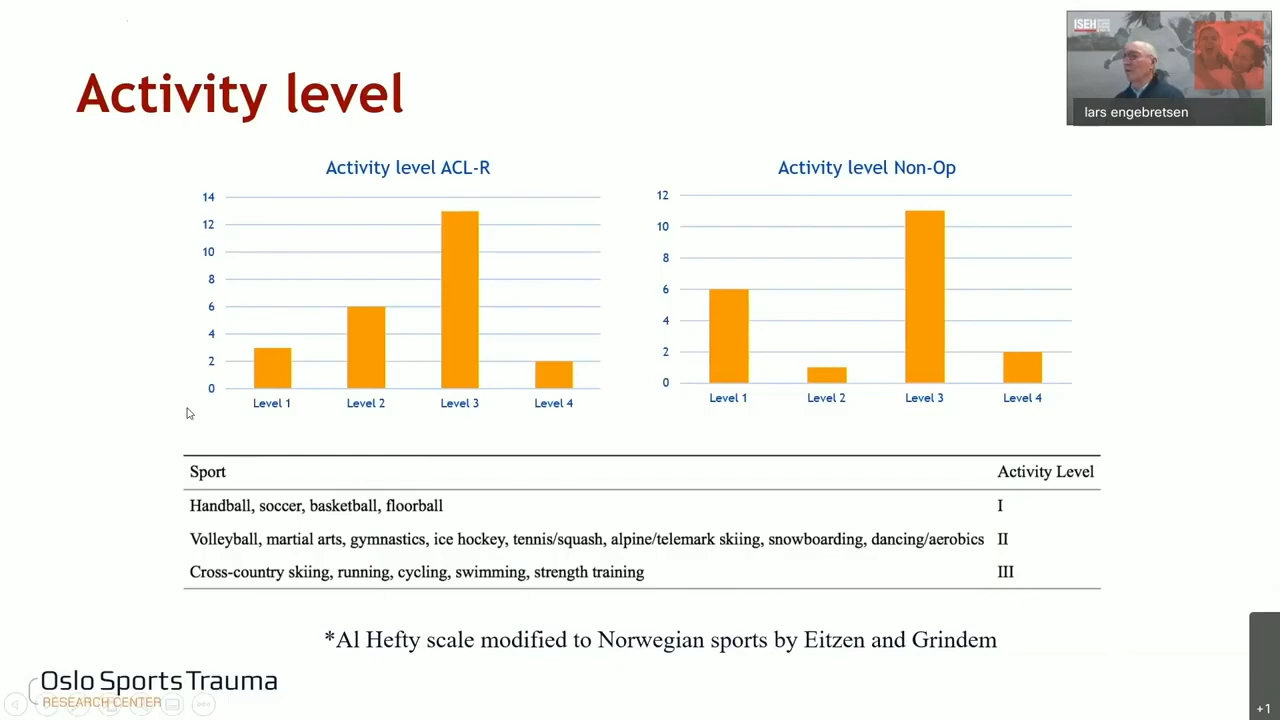 Activity level
ISEH
lars engebretsen
Activity level ACL-R
14
12
10
8
6
4
2
0
Level 1 Level 2 Level 3 Level 4
Activity level Non-Op
12
10
8
6
4
2
0
Level 1 Level 2 Level 3 Level 4
Sport Activity Level
Handball, soccer, basketball, floorball I
Volleyball, martial arts, gymnastics, ice hockey, tennis/squash, alpine/telemark skiing, snowboarding, dancing/aerobics II
Cross-country skiing, running, cycling, swimming, strength training III
*Al Hefty scale modified to Norwegian sports by Eitzen and Grindem
Oslo Sports Trauma
RESEARCH CENTER
+1